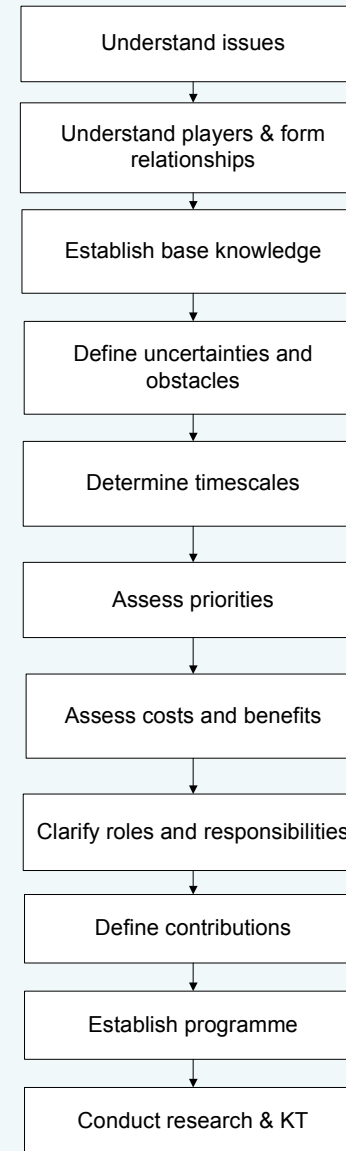 Understand issues
Understand players & form
relationships
Establish base knowledge
Define uncertainties and
obstacles
Determine timescales
Assess priorities
Assess costs and benefits
Clarify roles and responsibilities
Define contributions
Establish programme
Conduct research & KT